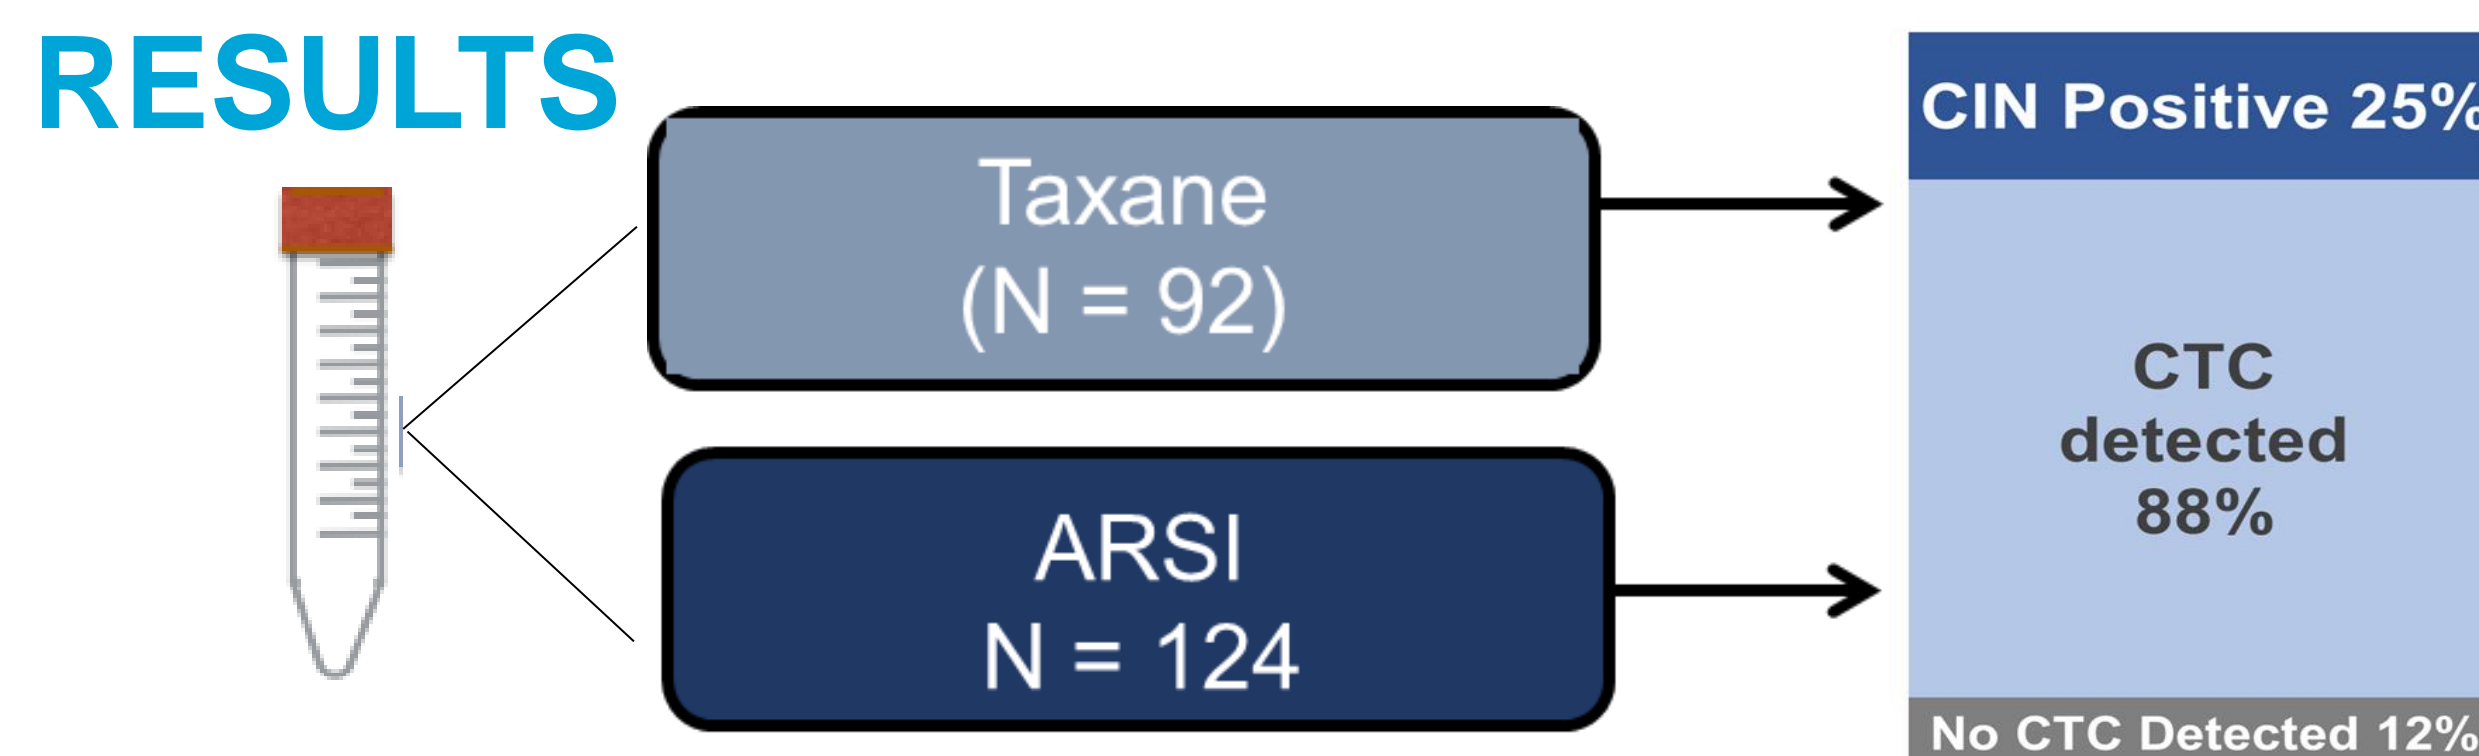 RESULTS
Taxane
(N = 92)
ARSI
N = 124
CIN Positive 25%
CTC
detected
88%
No CTC Detected 12%